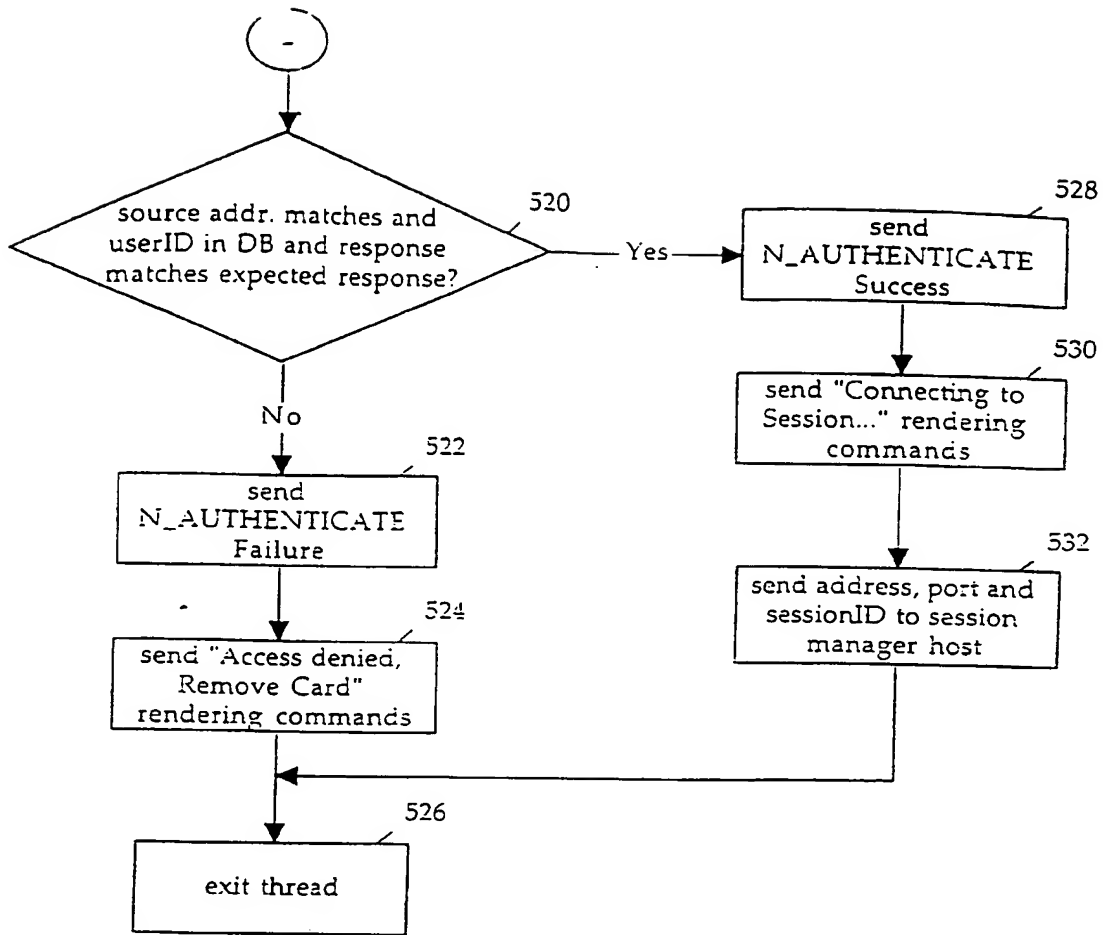 source addr. matches and
userID in DB and response
matches expected response?
520
Yes
528
send
N_AUTHENTICATE
Success
530
send "Connecting to
Session..." rendering
commands
532
send address, port and
sessionID to session
manager host
No
522
send
N_AUTHENTICATE
Failure
524
send "Access denied,
Remove Card"
rendering commands
526
exit thread